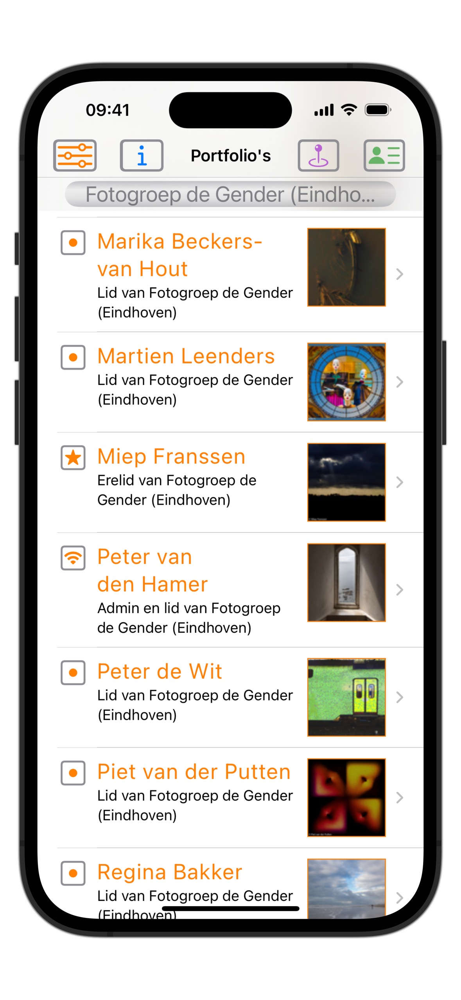 09:41
Portfolio's
Fotogroep de Gender (Eindho...
Marika Beckers-
van Hout
Lid van Fotogroep de Gender
(Eindhoven)
Martien Leenders
Lid van Fotogroep de Gender
(Eindhoven)
Miep Franssen
Erelid van Fotogroep de
Gender (Eindhoven)
Peter van
den Hamer
Admin en lid van Fotogroep
de Gender (Eindhoven)
Peter de Wit
Lid van Fotogroep de Gender
(Eindhoven)
Piet van der Putten
Lid van Fotogroep de Gender
(Eindhoven)
Regina Bakker
Lid van Fotogroep de Gender
(Eindhoven)